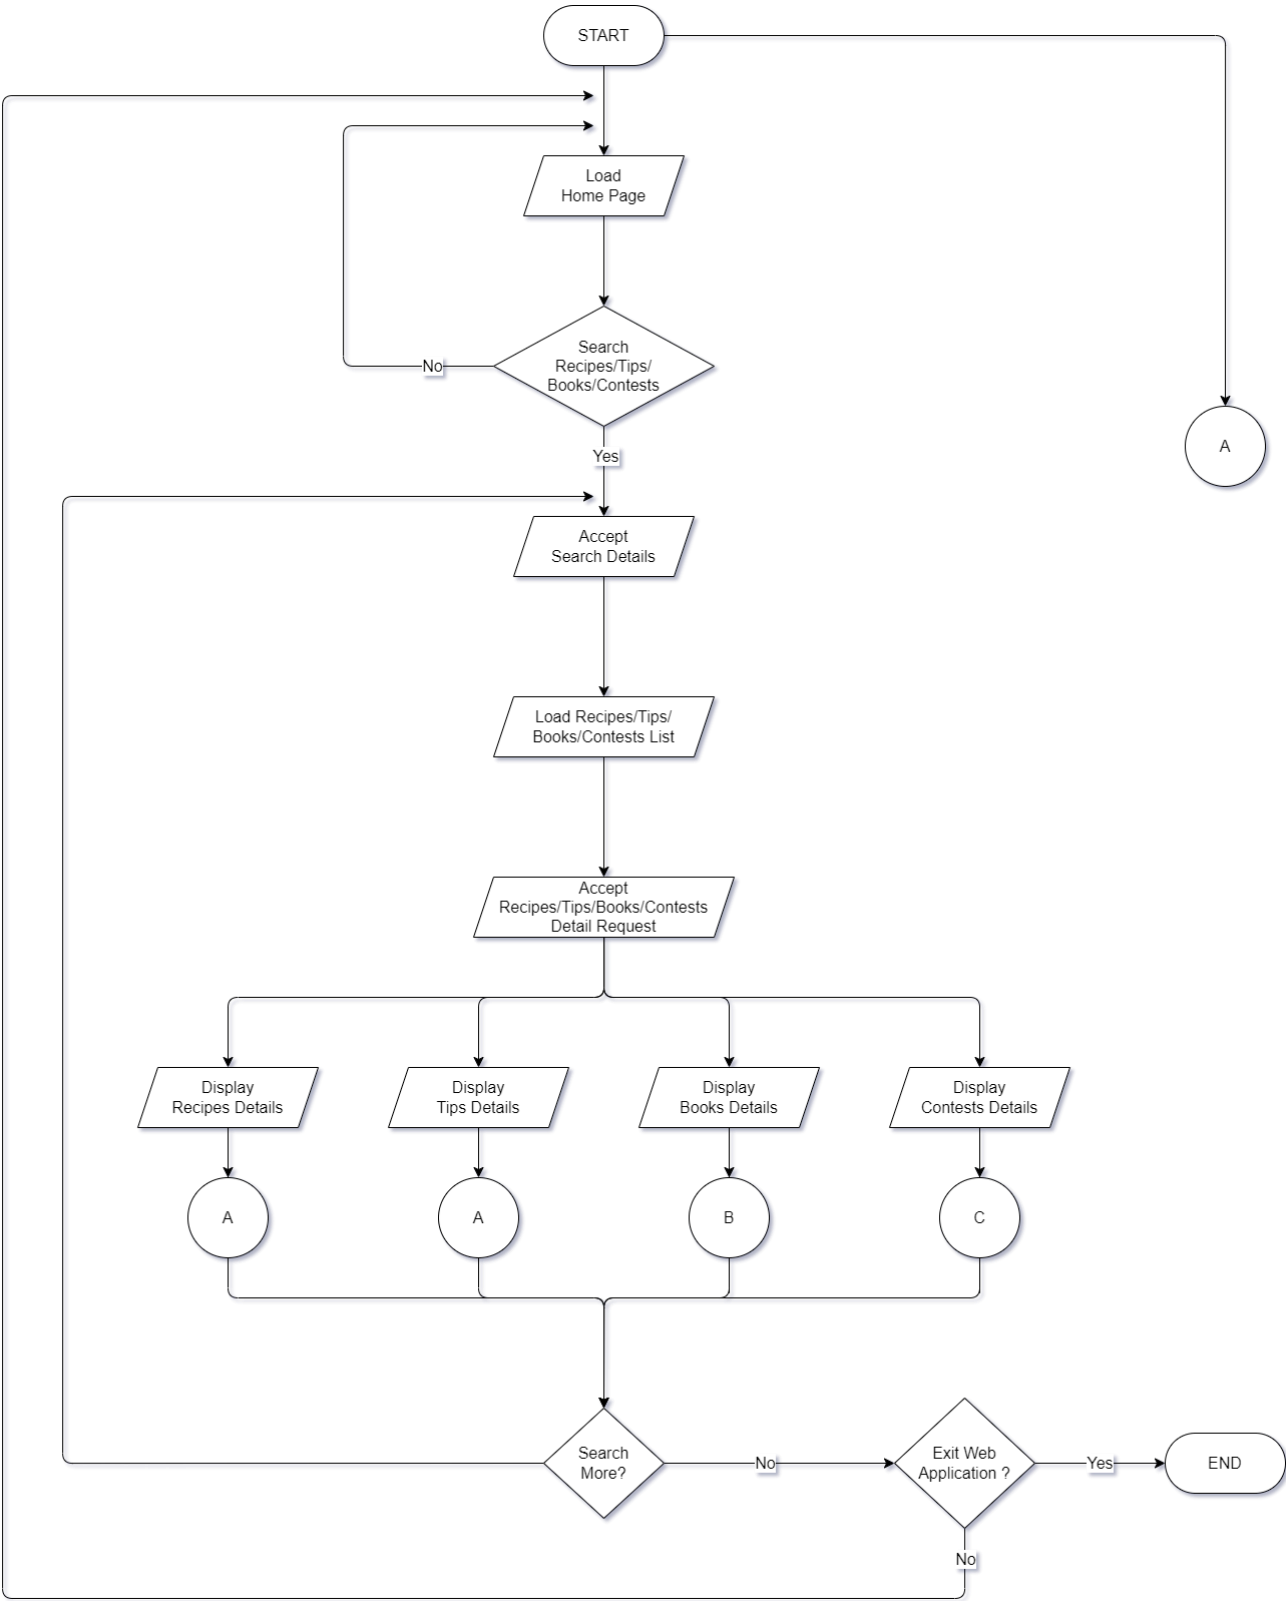 START
Load
Home Page
Search
Recipes/Tips/
Books/Contests
No
A
Yes
Accept
Search Details
Load Recipes/Tips/
Books/Contests List
Accept
Recipes/Tips/Books/Contests
Detail Request
Display
Recipes Details
Display
Tips Details
Display
Books Details
Display
Contests Details
A
A
B
C
Search
More?
No
Exit Web
Application ?
Yes
END
No